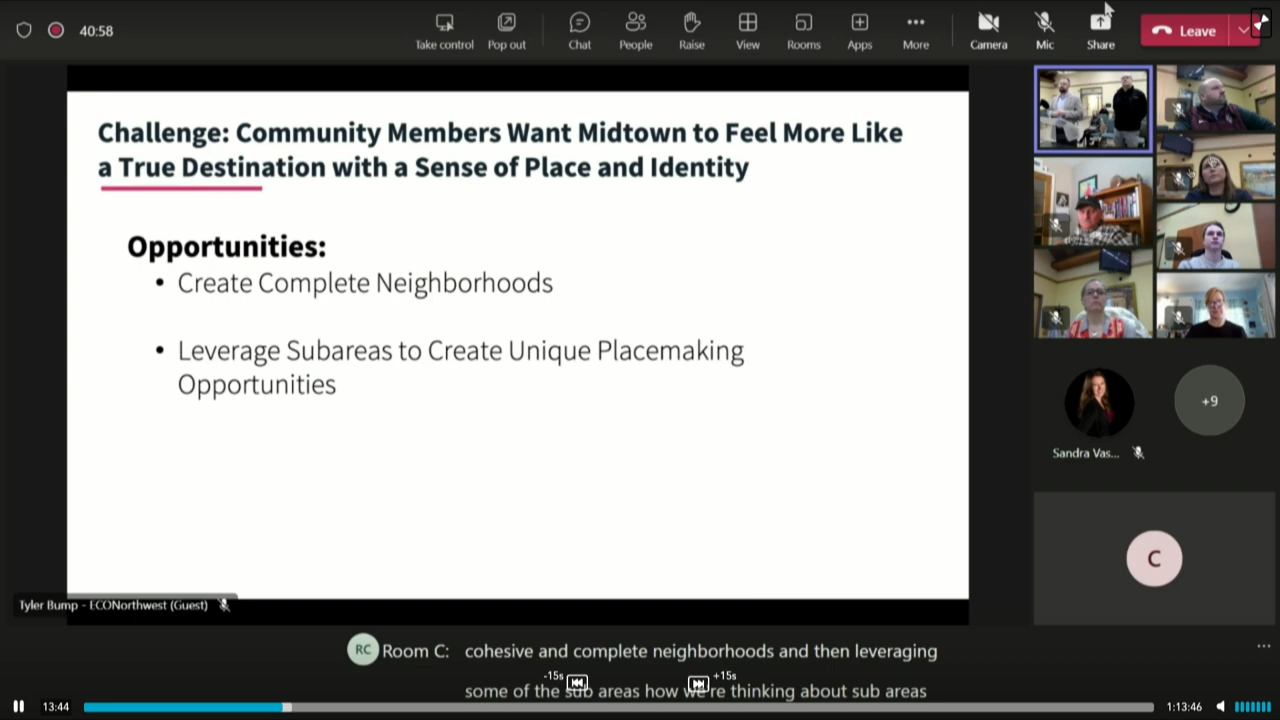 40:58
Take control
Pop out
Chat
People
Raise
View
Rooms
Apps
More
Camera
Mic
Share
Leave
Challenge: Community Members Want Midtown to Feel More Like
a True Destination with a Sense of Place and Identity
Opportunities:
• Create Complete Neighborhoods
• Leverage Subareas to Create Unique Placemaking
Opportunities
+9
Sandra Vas...
C
Tyler Bump - ECONorthwest (Guest)
RC Room C: cohesive and complete neighborhoods and then leveraging
-15s +15s
some of the sub areas how we're thinking about sub areas
13:44
1:13:46